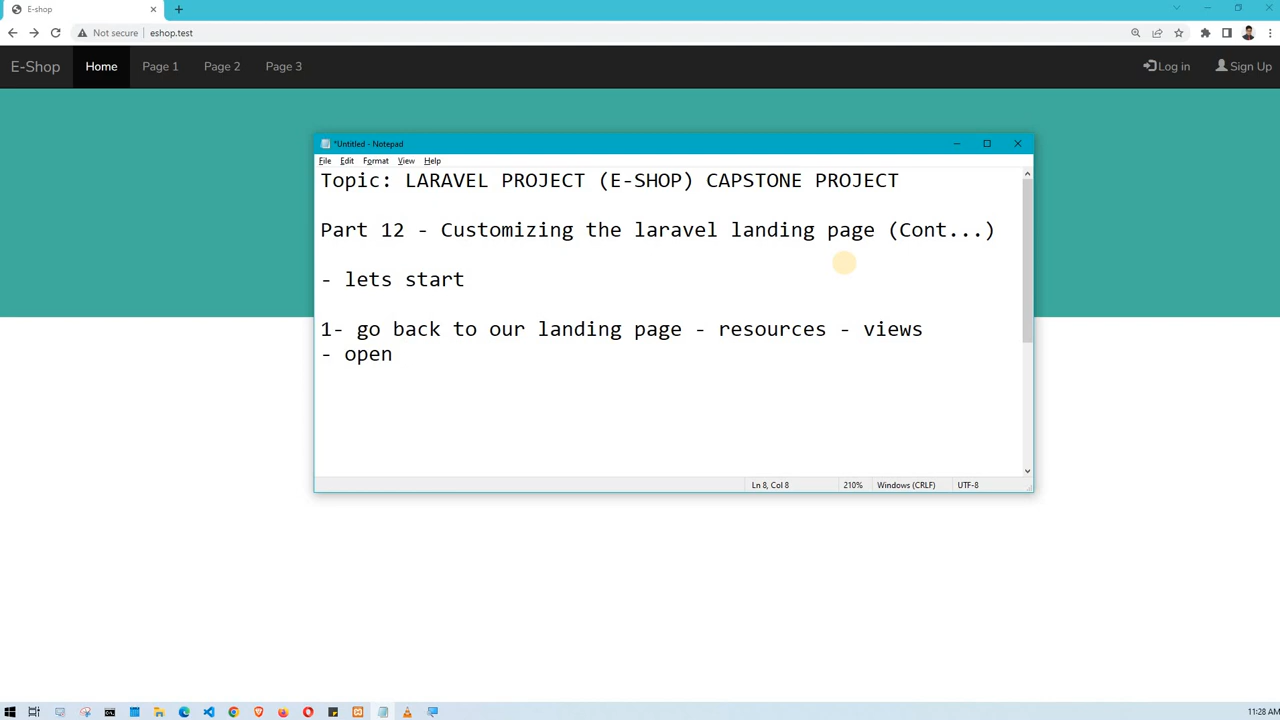 E-shop
Not secure
eshop.test
E-Shop
Home
Page 1
Page 2
Page 3
Log in
Sign Up
*Untitled - Notepad
File Edit Format View Help
Topic: LARAVEL PROJECT (E-SHOP) CAPSTONE PROJECT
Part 12 - Customizing the laravel landing page (Cont...)
- lets start
1- go back to our landing page - resources - views
- open
Ln 8, Col 8
210%
Windows (CRLF)
UTF-8
11:28 AM